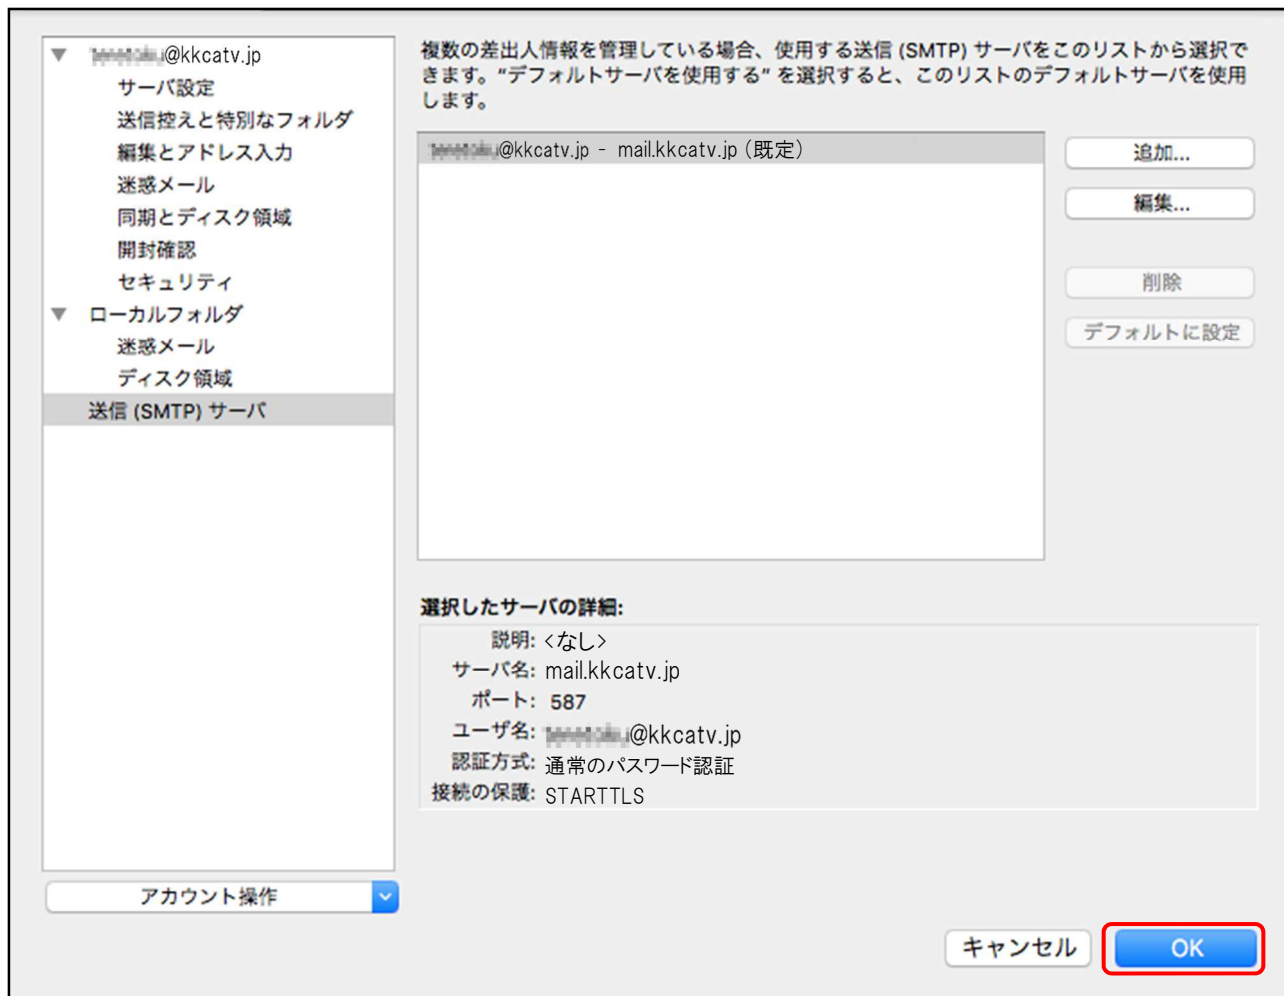 @kkcatv.jp
サーバ設定
送信控えと特別なフォルダ
編集とアドレス入力
迷惑メール
同期とディスク領域
開封確認
セキュリティ
ローカルフォルダ
迷惑メール
ディスク領域
送信 (SMTP) サーバ
アカウント操作
複数の差出人情報を管理している場合、使用する送信 (SMTP) サーバをこのリストから選択で
きます。“デフォルトサーバを使用する” を選択すると、このリストのデフォルトサーバを使用
します。
@kkcatv.jp - mail.kkcatv.jp (既定)
追加...
編集...
削除
デフォルトに設定
選択したサーバの詳細:
説明: <なし>
サーバ名: mail.kkcatv.jp
ポート: 587
ユーザ名: @kkcatv.jp
認証方式: 通常のパスワード認証
接続の保護: STARTTLS
キャンセル
OK